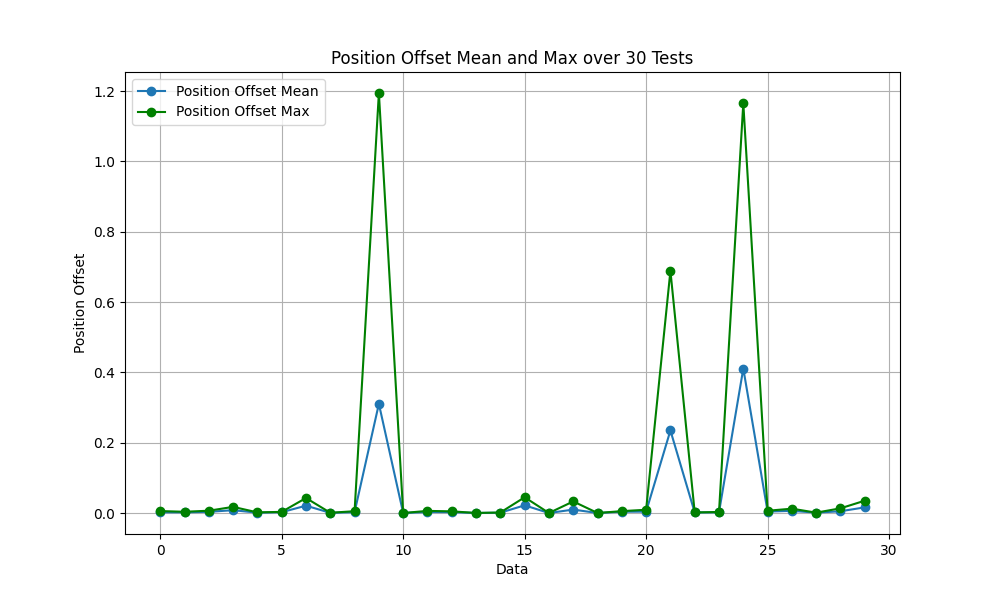 Position Offset Mean and Max over 30 Tests
Position Offset Mean
Position Offset Max
Position Offset
1.2
1.0
0.8
0.6
0.4
0.2
0.0
0 5 10 15 20 25 30
Data